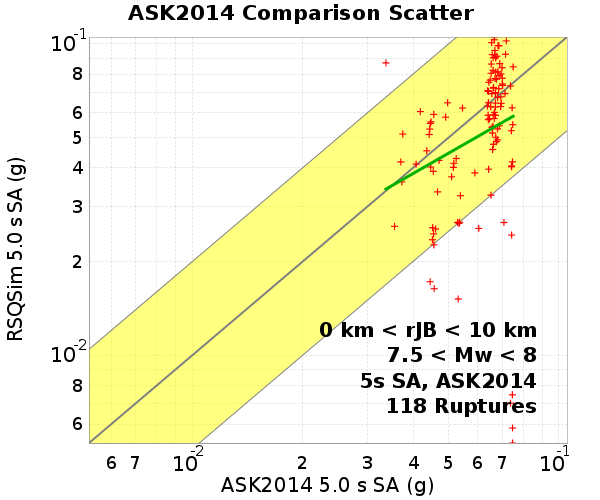 ASK2014 Comparison Scatter
RSQSim 5.0 s SA (g)
10-1
8
6
5
4
3
2
10-2
8
6
0 km < rJB < 10 km
7.5 < Mw < 8
5s SA, ASK2014
118 Ruptures
6 7 10-2 2 3 4 5 6 7 10-1
ASK2014 5.0 s SA (g)